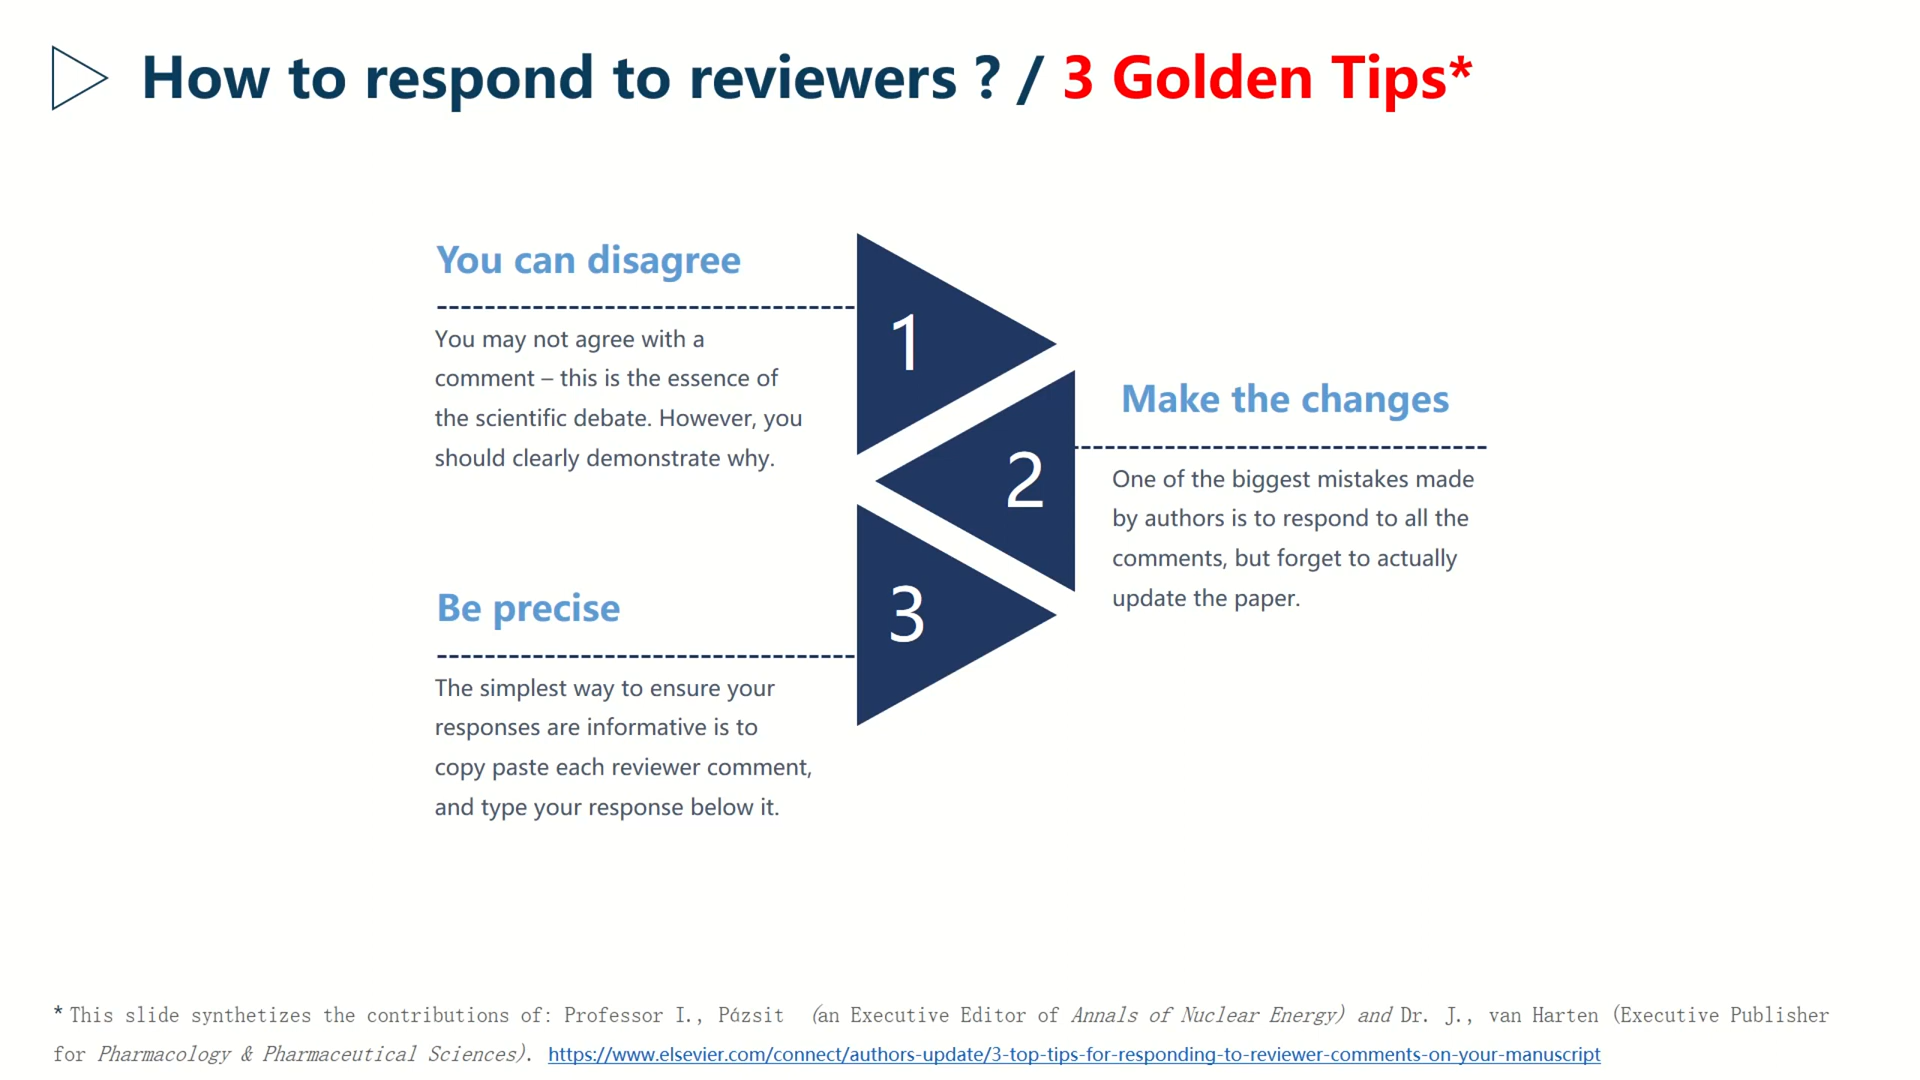 How to respond to reviewers ? / 3 Golden Tips*
You can disagree
You may not agree with a
comment – this is the essence of
the scientific debate. However, you
should clearly demonstrate why.
1
2
Make the changes
One of the biggest mistakes made
by authors is to respond to all the
comments, but forget to actually
update the paper.
3
Be precise
The simplest way to ensure your
responses are informative is to
copy paste each reviewer comment,
and type your response below it.
* This slide synthetizes the contributions of: Professor I., Pázsit (an Executive Editor of Annals of Nuclear Energy) and Dr. J., van Harten (Executive Publisher
for Pharmacology & Pharmaceutical Sciences). https://www.elsevier.com/connect/authors-update/3-top-tips-for-responding-to-reviewer-comments-on-your-manuscript